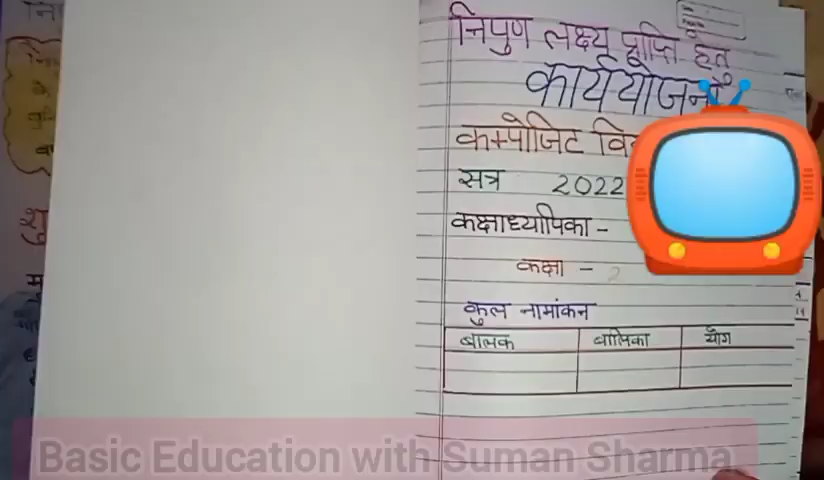 निपुण लक्ष्य प्राप्ति हेतु
कार्ययोजना
कम्पोजिट
सत्र 2022
कक्षाध्यापिका -
कक्षा -
कुल नामांकन
बालक बालिका योग
Basic Education with Suman Sharma